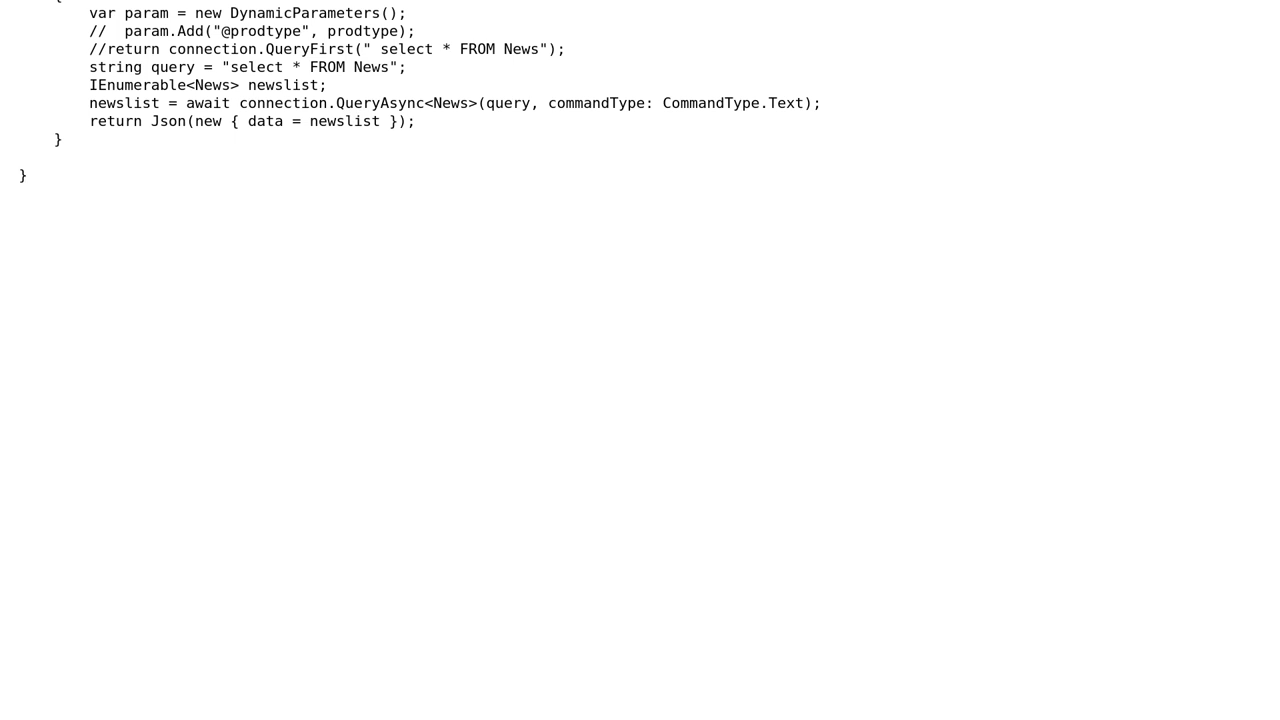 {
var param = new DynamicParameters();
//  param.Add("@prodtype", prodtype);
//return connection.QueryFirst(" select * FROM News");
string query = "select * FROM News";
IEnumerable<News> newslist;
newslist = await connection.QueryAsync<News>(query, commandType: CommandType.Text);
return Json(new { data = newslist });
}
}